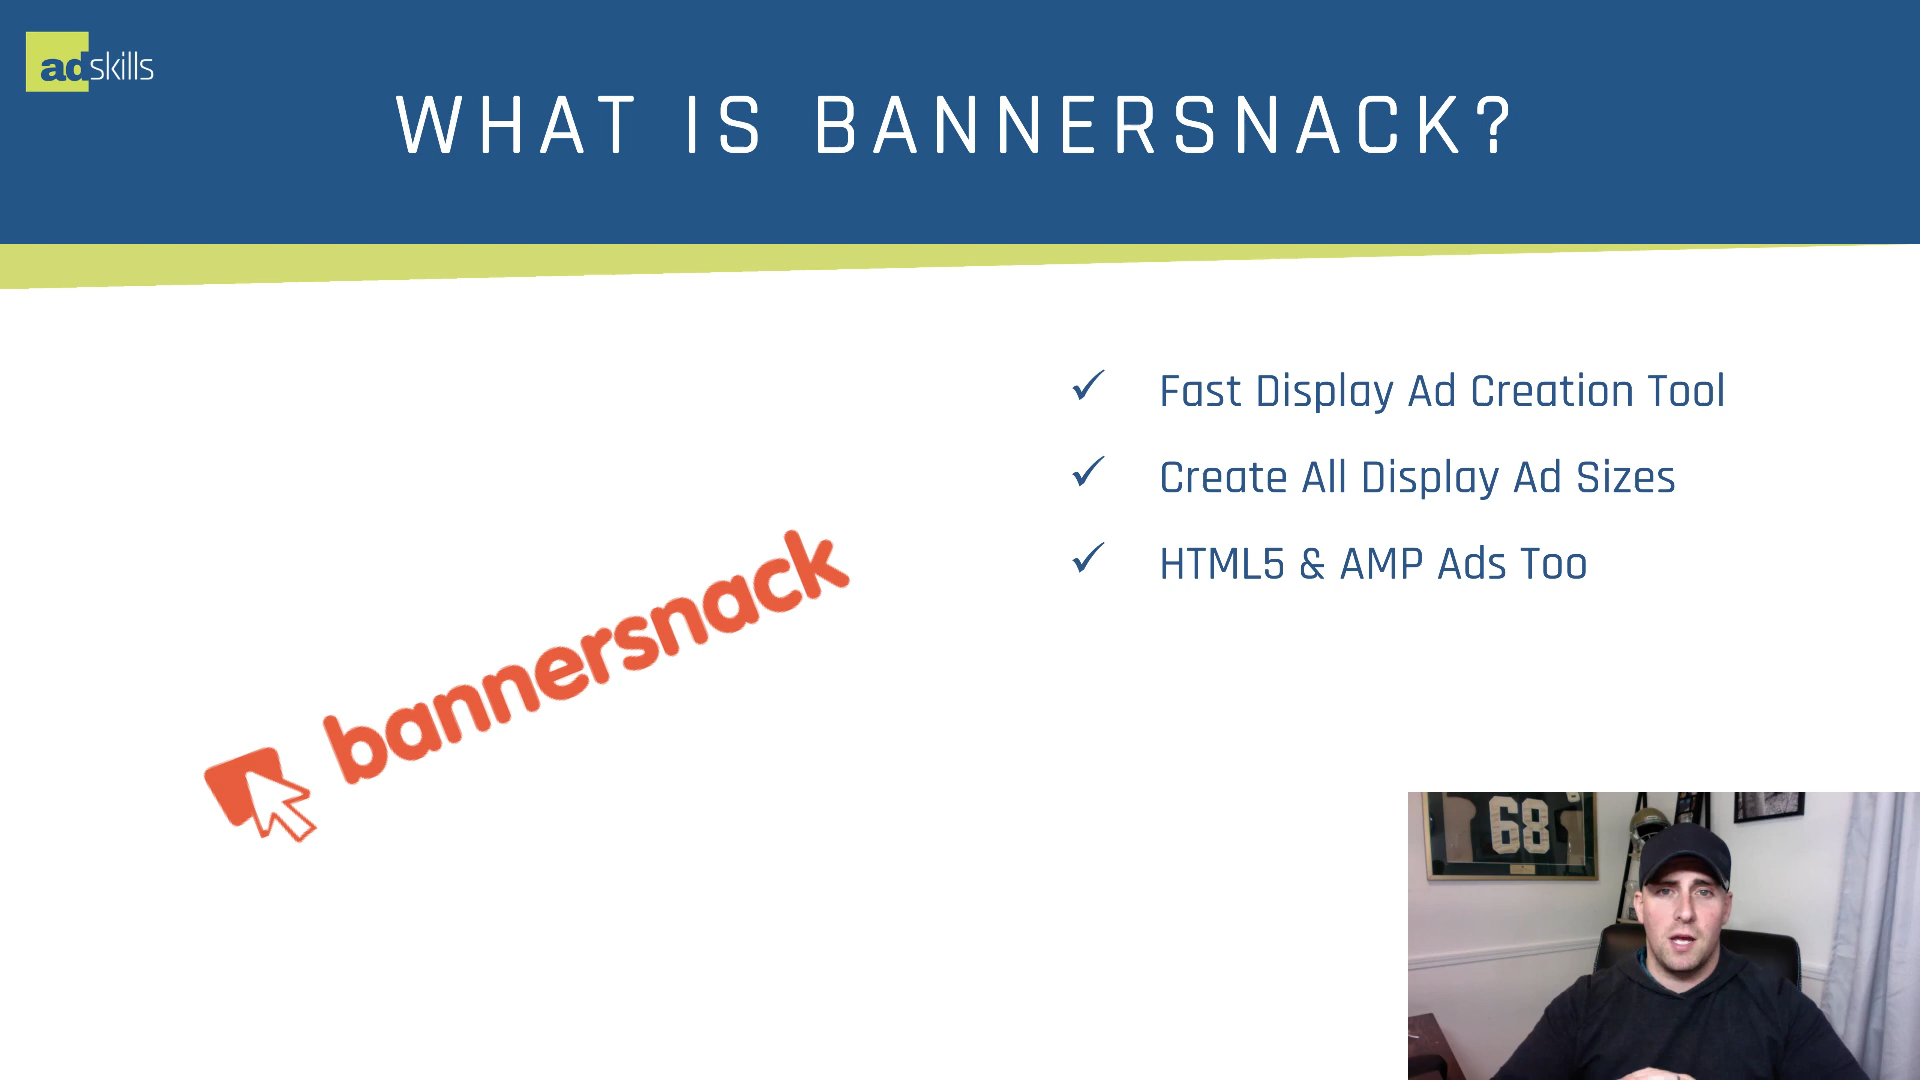 adskills
WHAT IS BANNERSNACK?
Fast Display Ad Creation Tool
Create All Display Ad Sizes
HTML5 & AMP Ads Too
bannersnack
68